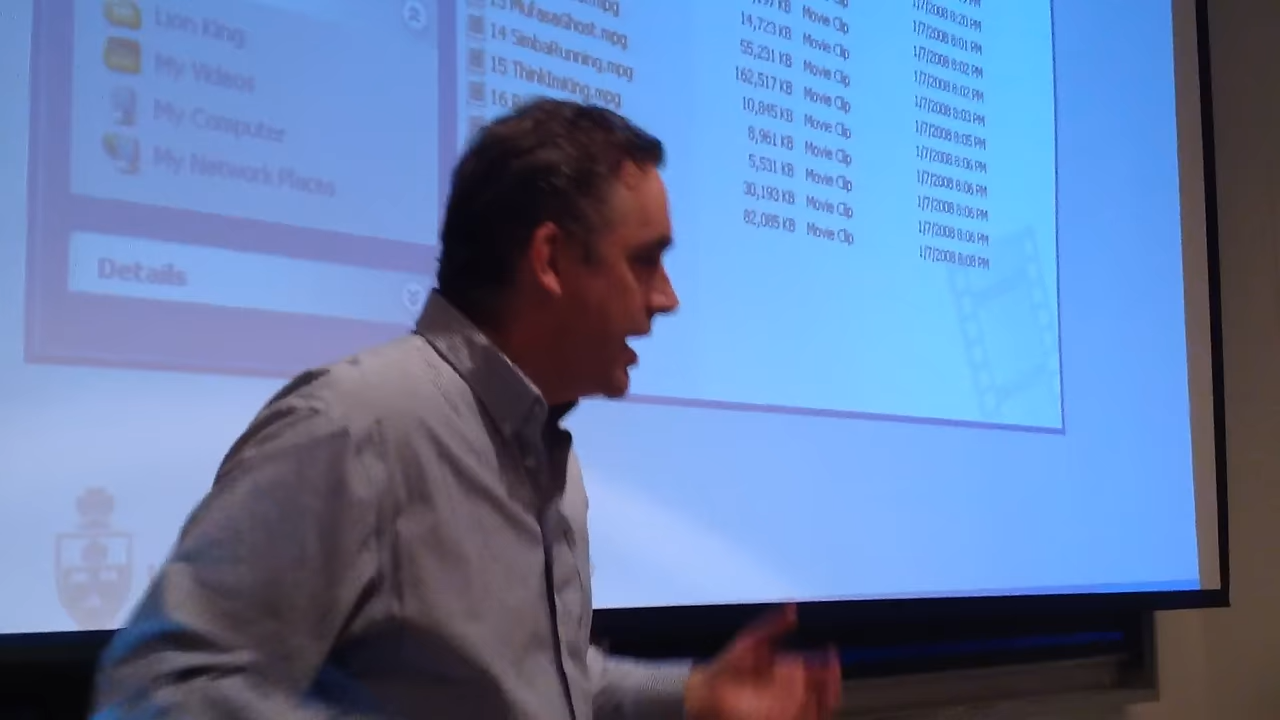 Lion King
My Videos
My Computer
My Network Places
Details
13 MufasaGhost.mpg
14 SimbaRunning.mpg
15 ThinkImKing.mpg
16
14,723 KB Movie Clip 1/7/2008 8:01 PM
55,231 KB Movie Clip 1/7/2008 8:02 PM
162,517 KB Movie Clip 1/7/2008 8:02 PM
10,845 KB Movie Clip 1/7/2008 8:03 PM
8,961 KB Movie Clip 1/7/2008 8:05 PM
5,531 KB Movie Clip 1/7/2008 8:06 PM
30,193 KB Movie Clip 1/7/2008 8:06 PM
82,085 KB Movie Clip 1/7/2008 8:06 PM
1/7/2008 8:08 PM